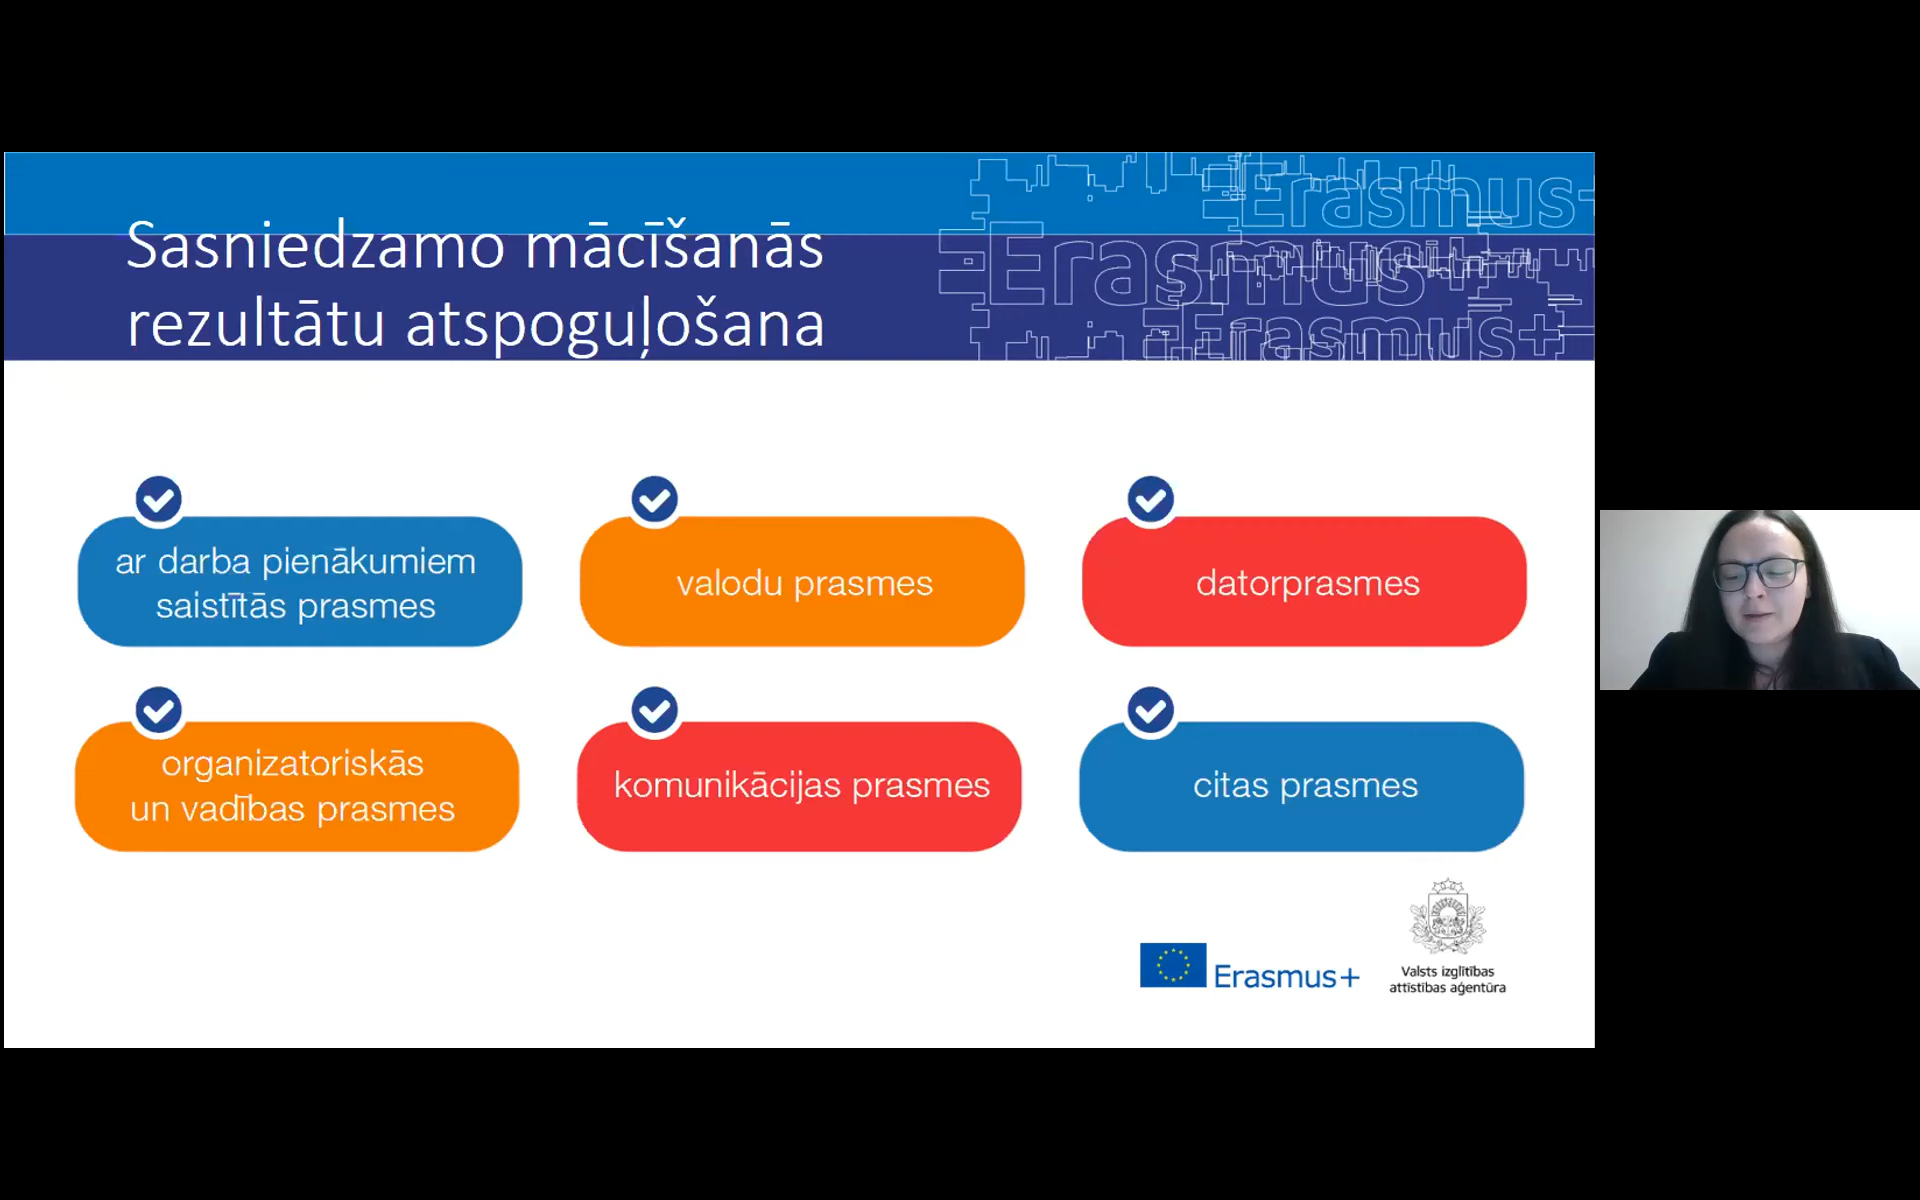 Erasmus+
Sasniedzamo mācīšanās
rezultātu atspoguļošana
Erasmus+
Erasmus+
ar darba pienākumiem
saistītās prasmes
valodu prasmes
datorprasmes
organizatoriskās
un vadības prasmes
komunikācijas prasmes
citas prasmes
Erasmus+
Valsts izglītības
attīstības aģentūra